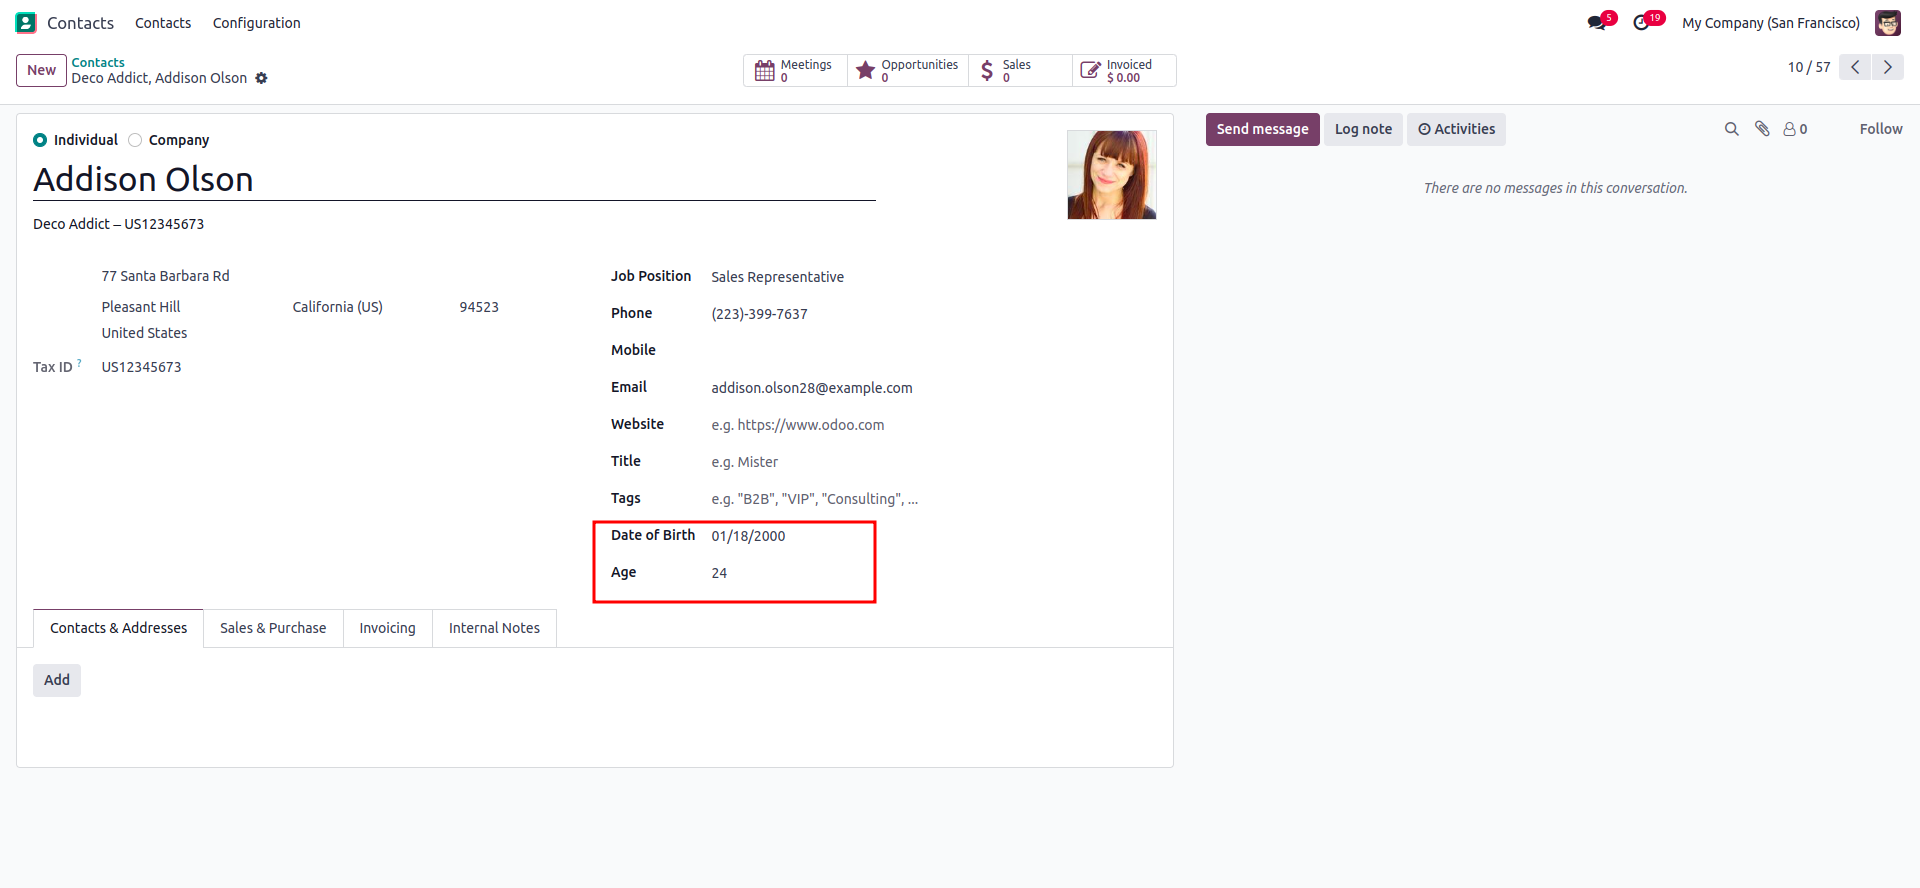 Contacts Contacts Configuration 5 19 My Company (San Francisco)
New Contacts
Deco Addict, Addison Olson
Meetings 0 Opportunities 0 Sales 0 Invoiced $ 0.00
10 / 57
Individual Company
Addison Olson
Deco Addict – US12345673
77 Santa Barbara Rd
Pleasant Hill California (US) 94523
United States
Tax ID ? US12345673
Job Position Sales Representative
Phone (223)-399-7637
Mobile
Email addison.olson28@example.com
Website e.g. https://www.odoo.com
Title e.g. Mister
Tags e.g. "B2B", "VIP", "Consulting", ...
Date of Birth 01/18/2000
Age 24
Contacts & Addresses Sales & Purchase Invoicing Internal Notes
Add
Send message Log note Activities 0 Follow
There are no messages in this conversation.